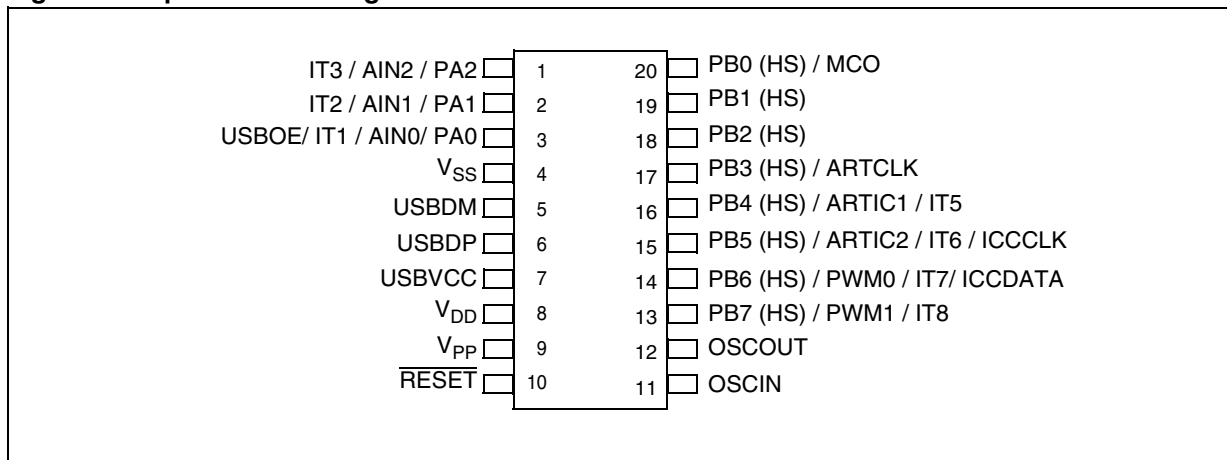 IT3 / AIN2 / PA2 1 20 PB0 (HS) / MCO
IT2 / AIN1 / PA1 2 19 PB1 (HS)
USBOE/ IT1 / AIN0/ PA0 3 18 PB2 (HS)
VSS 4 17 PB3 (HS) / ARTCLK
USBDM 5 16 PB4 (HS) / ARTIC1 / IT5
USBDP 6 15 PB5 (HS) / ARTIC2 / IT6 / ICCCLK
USBVCC 7 14 PB6 (HS) / PWM0 / IT7/ ICCDATA
VDD 8 13 PB7 (HS) / PWM1 / IT8
VPP 9 12 OSCOUT
RESET 10 11 OSCIN